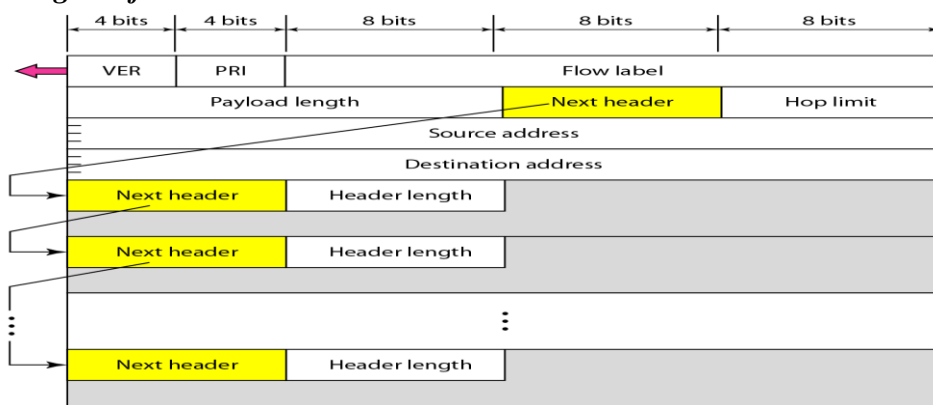 4 bits 4 bits 8 bits 8 bits 8 bits
VER PRI Flow label
Payload length Next header Hop limit
Source address
Destination address
Next header Header length
Next header Header length
Next header Header length